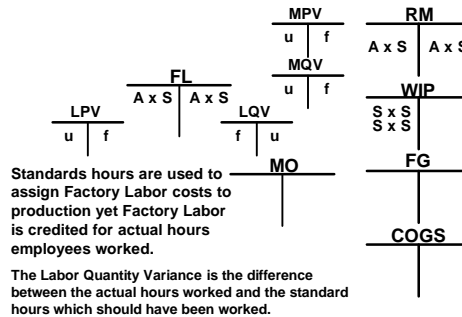 MPV
RM
u f
A x S A x S
MQV
FL
u f
WIP
A x S A x S
LPV
LQV
S x S
S x S
u f
f u
MO
FG
Standards hours are used to
assign Factory Labor costs to
production yet Factory Labor
is credited for actual hours
employees worked.
COGS
The Labor Quantity Variance is the difference
between the actual hours worked and the standard
hours which should have been worked.